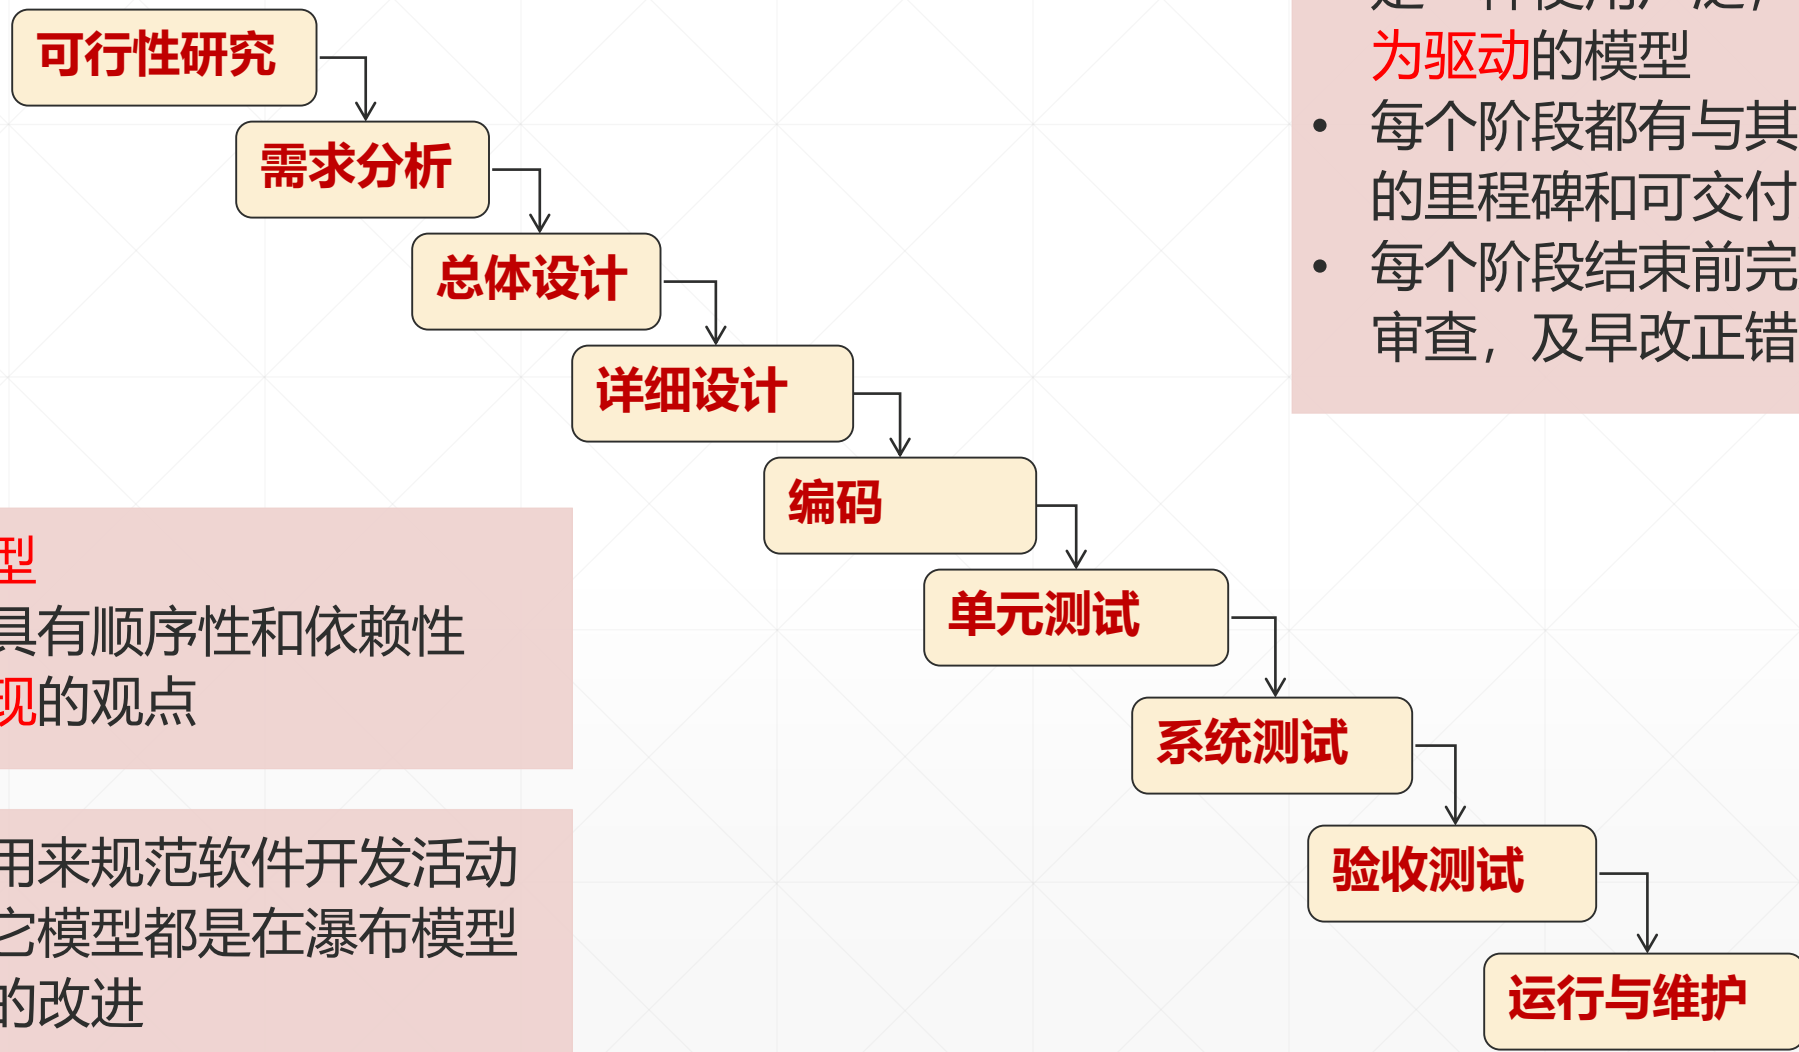 可行性研究
需求分析
总体设计
详细设计
编码
单元测试
系统测试
验收测试
运行与维护
为驱动的模型
• 每个阶段都有与其
的里程碑和可交付
• 每个阶段结束前完
审查，及早改正错
型
具有顺序性和依赖性
现的观点
用来规范软件开发活动
它模型都是在瀑布模型
的改进